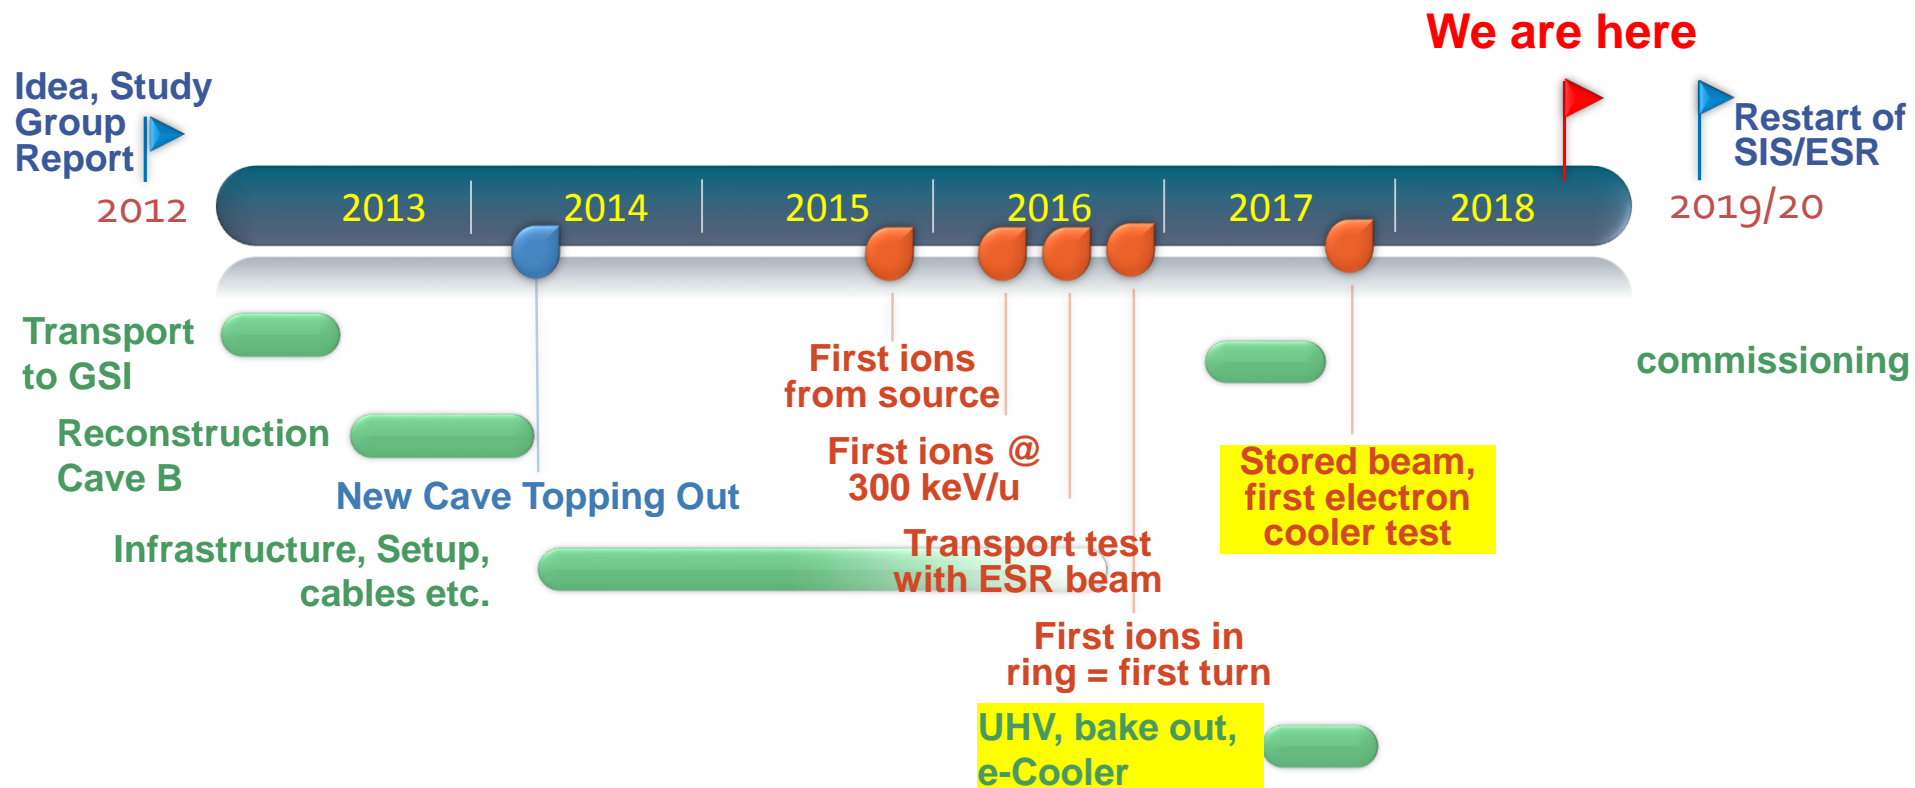 We are here
Idea, Study
Group
Report
Restart of
SIS/ESR
2012
2013
2014
2015
2016
2017
2018
2019/20
Transport
to GSI
First ions
from source
commissioning
Reconstruction
Cave B
First ions @
300 keV/u
Stored beam,
first electron
cooler test
New Cave Topping Out
Infrastructure, Setup,
cables etc.
Transport test
with ESR beam
First ions in
ring = first turn
UHV, bake out,
e-Cooler